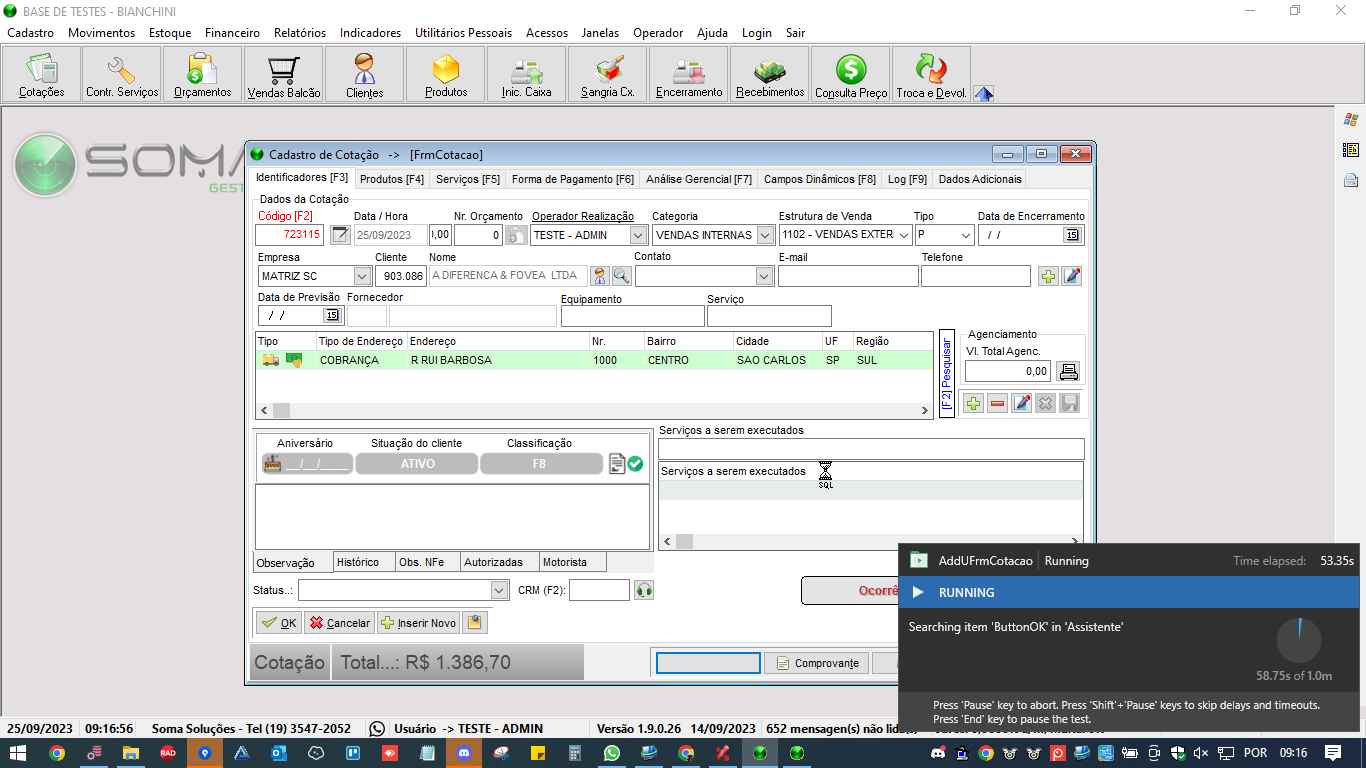 BASE DE TESTES - BIANCHINI
Cadastro Movimentos Estoque Financeiro Relatórios Indicadores Utilitários Pessoais Acessos Janelas Operador Ajuda Login Sair
Cotações Contr. Serviços Orçamentos Vendas Balcão Clientes Produtos Inic. Caixa Sangria Cx. Encerramento Recebimentos Consulta Preço Troca e Devol.
SOMA
Cadastro de Cotação -> [FrmCotacao]
GEST
Identificadores [F3] Produtos [F4] Serviços [F5] Forma de Pagamento [F6] Análise Gerencial [F7] Campos Dinâmicos [F8] Log [F9] Dados Adicionais
Dados da Cotação
Código [F2] Data / Hora Nr. Orçamento Operador Realização Categoria Estrutura de Venda Tipo Data de Encerramento
723115 25/09/2023 ,00 0 TESTE - ADMIN VENDAS INTERNAS 1102 - VENDAS EXTER P / / 15
Empresa Cliente Nome Contato E-mail Telefone
MATRIZ SC 903.086 A DIFERENCA & FOVEA LTDA
Data de Previsão Fornecedor Equipamento Serviço
/ / 15
Tipo Tipo de Endereço Endereço Nr. Bairro Cidade UF Região
COBRANÇA R RUI BARBOSA 1000 CENTRO SAO CARLOS SP SUL
[F2] Pesquisar
Agenciamento
Vl. Total Agenc.
0,00
Aniversário Situação do cliente Classificação
__/__/____ ATIVO F8
Serviços a serem executados
Serviços a serem executados
SQL
Observação Histórico Obs. NFe Autorizadas Motorista
Status..: CRM (F2):
Ocorrê
OK Cancelar Inserir Novo
Cotação Total...: R$ 1.386,70
Comprovante
AddUFrmCotacao Running Time elapsed: 53.35s
RUNNING
Searching item 'ButtonOK' in 'Assistente'
58.75s of 1.0m
Press 'Pause' key to abort. Press 'Shift'+'Pause' keys to skip delays and timeouts.
Press 'End' key to pause the test.
25/09/2023 09:16:56 Soma Soluções - Tel (19) 3547-2052 Usuário -> TESTE - ADMIN Versão 1.9.0.26 14/09/2023 652 mensagen(s) não lid
RAD
POR 09:16